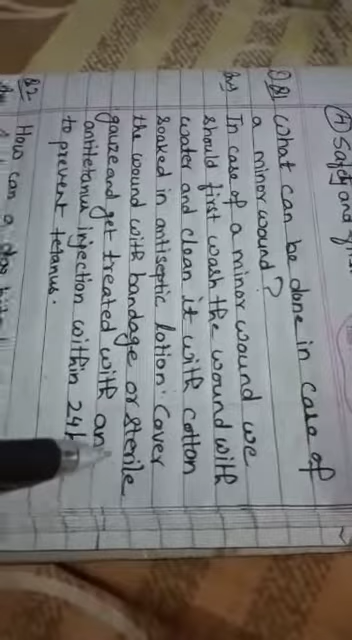 (A) Safety and
Q.1 What can be done in case of
a minor wound?
Ans In case of a minor wound we
should first wash the wound with
water and clean it with cotton
soaked in antiseptic lotion. Cover
the wound with bandage or sterile
gauze and get treated with an
antitetanus injection within 24
to prevent tetanus.
Q2 How can a dog